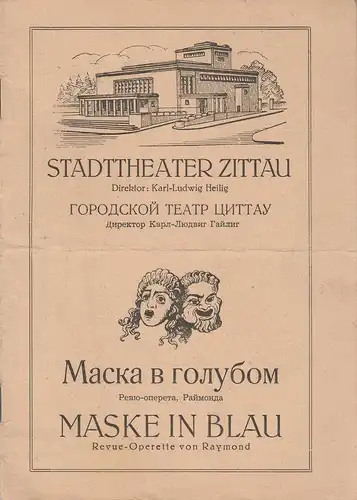 STADTTHEATER ZITTAU
Direktor: Karl-Ludwig Heilig
ГОРОДСКОЙ ТЕАТР ЦИТТАУ
Директор Карл-Людвиг Гайлиг
Маска в голубом
Ревю-оперета, Раймонда
MASKE IN BLAU
Revue-Operette von Raymond